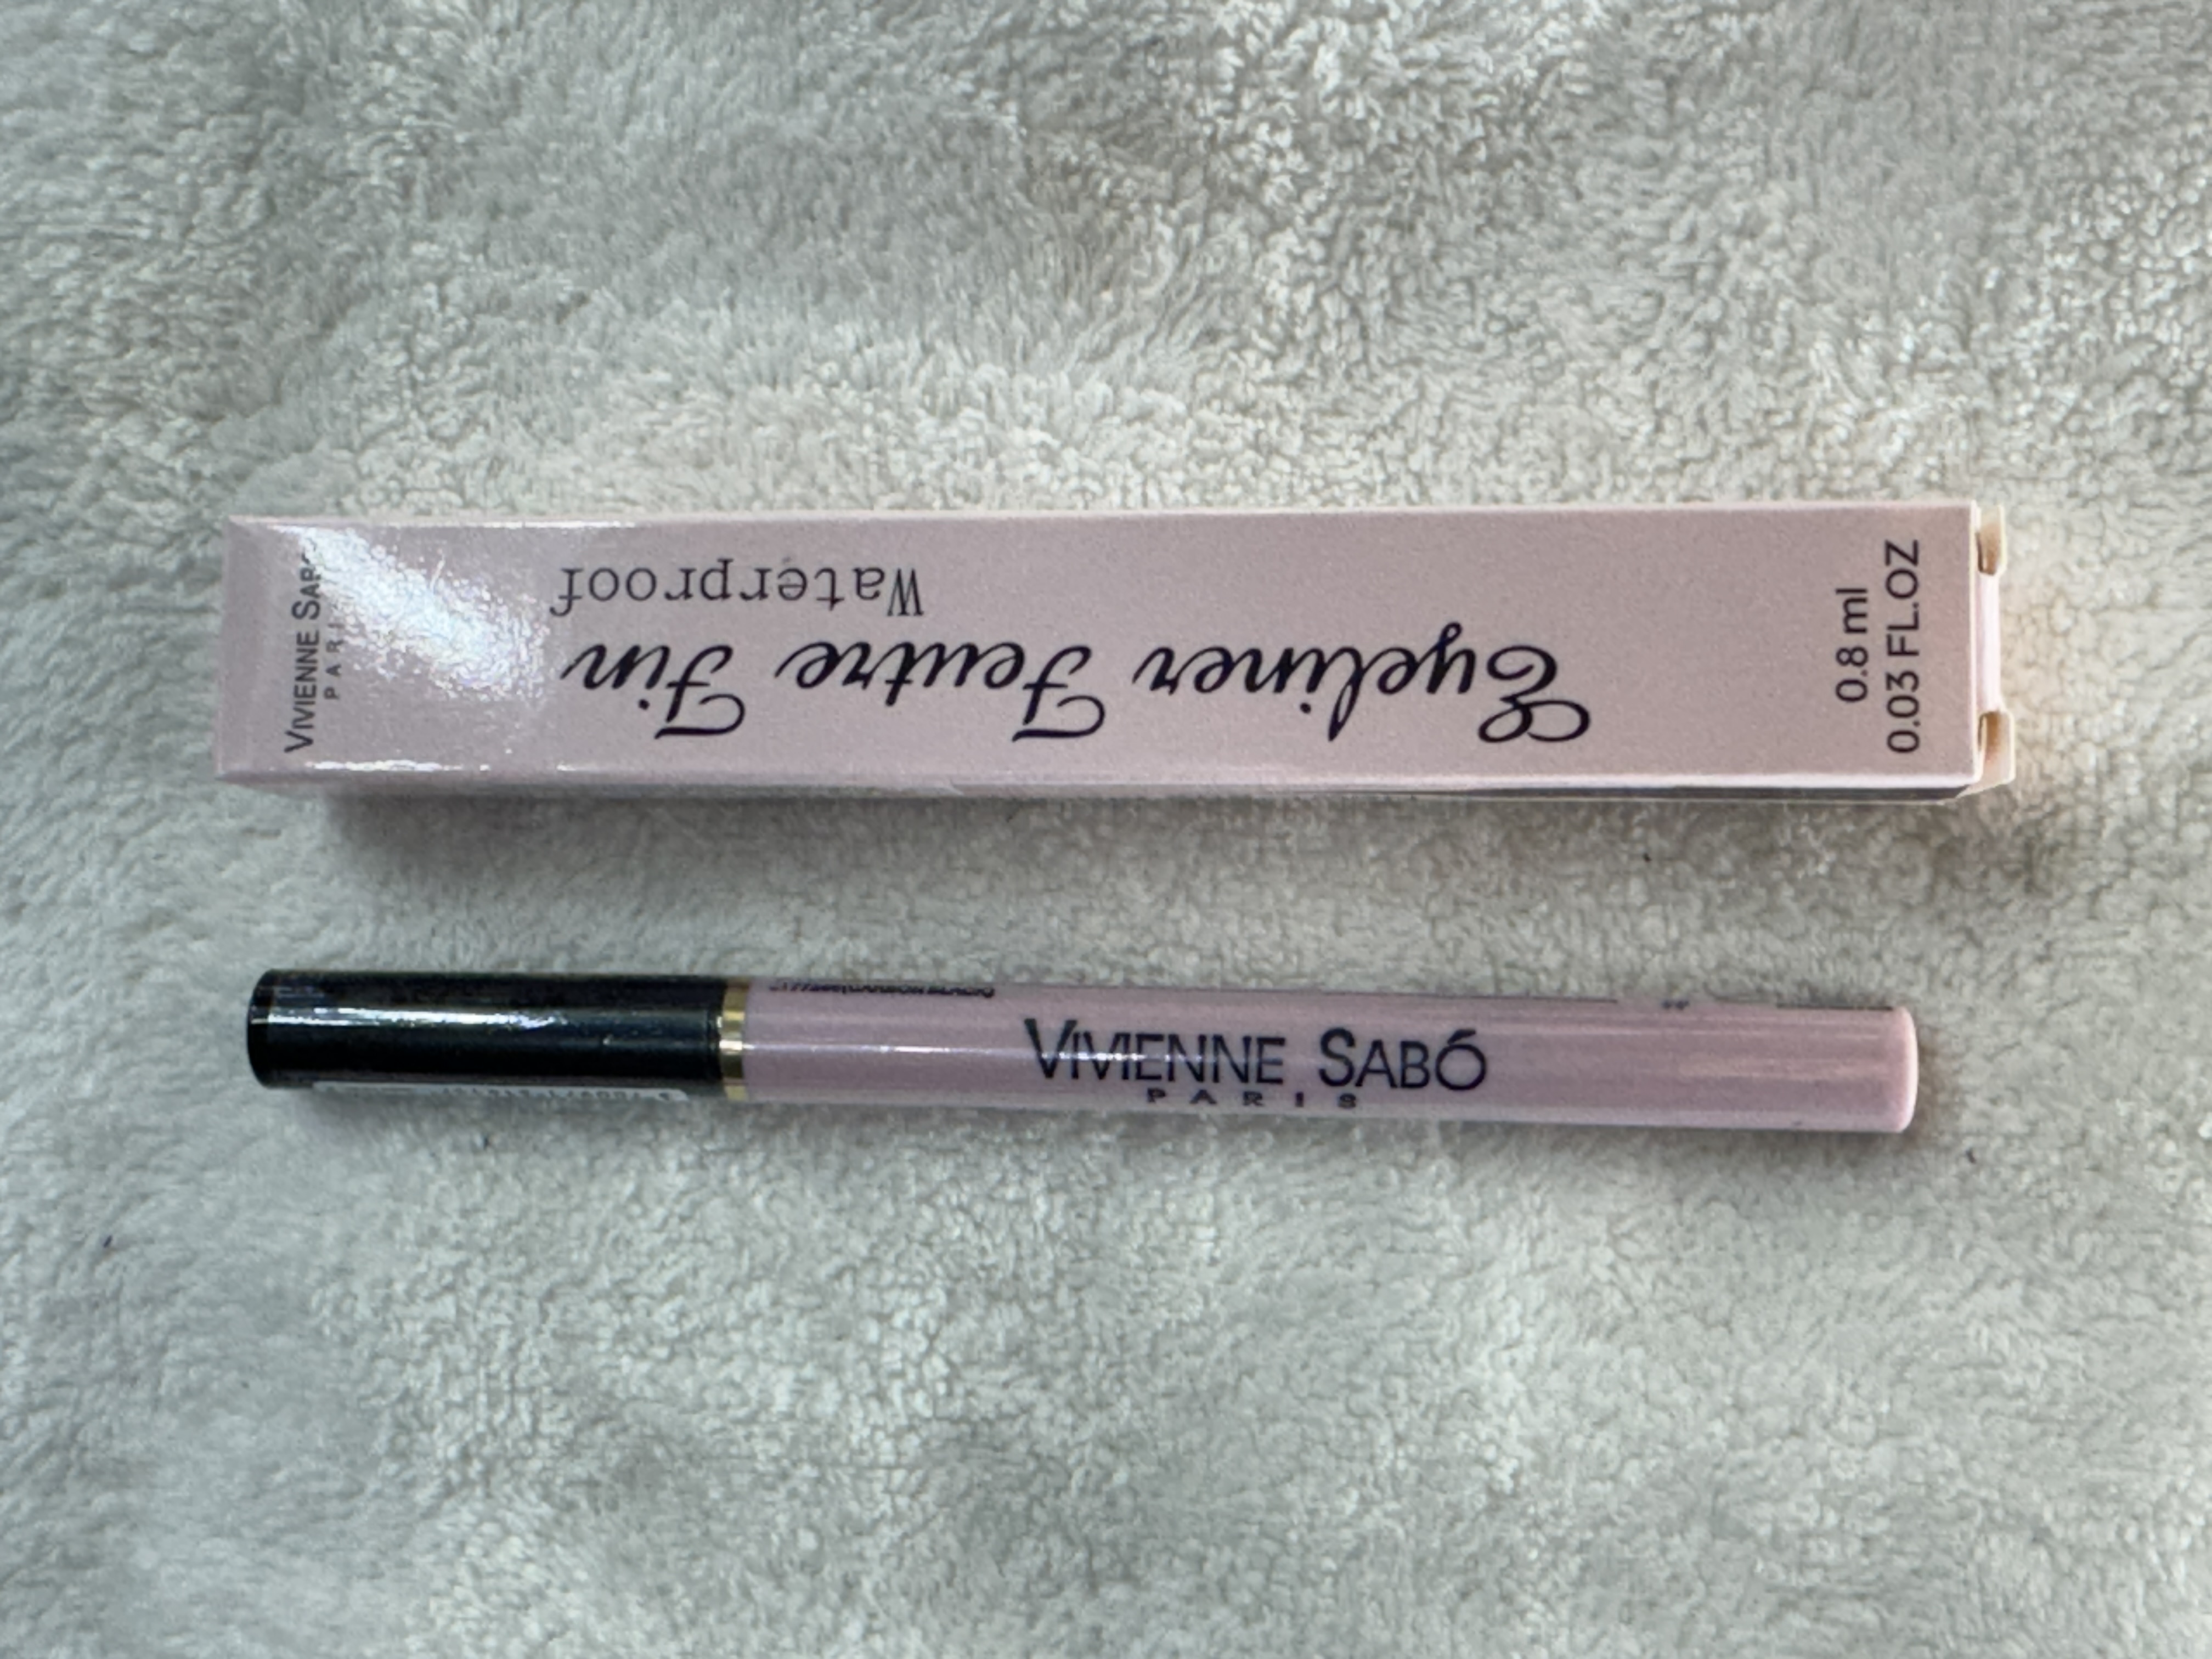 VIVIENNE SABÓ
PARIS
Eyeliner Feutre Fin
Waterproof
0.8 ml
0.03 FL.OZ
VIVIENNE SABÓ
PARIS